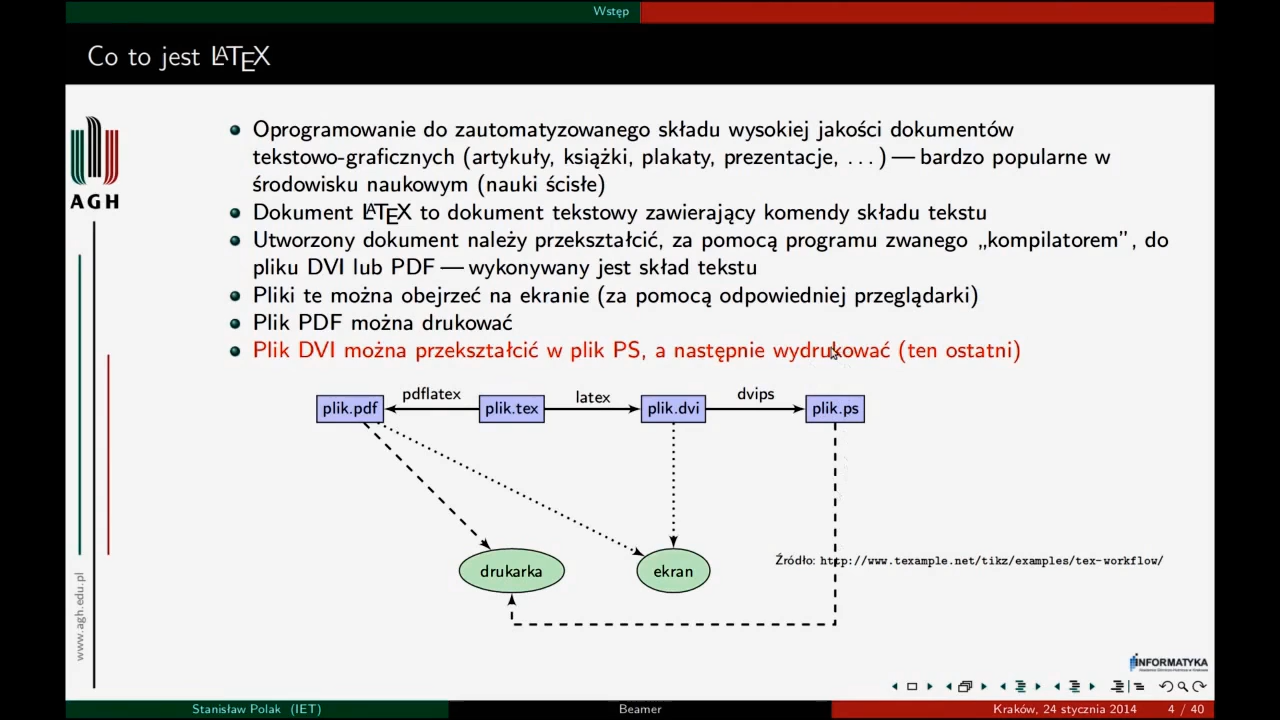 Wstęp
Co to jest LATEX
Oprogramowanie do zautomatyzowanego składu wysokiej jakości dokumentów
tekstowo-graficznych (artykuły, książki, plakaty, prezentacje, ...) — bardzo popularne w
środowisku naukowym (nauki ścisłe)
Dokument LATEX to dokument tekstowy zawierający komendy składu tekstu
Utworzony dokument należy przekształcić, za pomocą programu zwanego „kompilatorem”, do
pliku DVI lub PDF — wykonywany jest skład tekstu
Pliki te można obejrzeć na ekranie (za pomocą odpowiedniej przeglądarki)
Plik PDF można drukować
Plik DVI można przekształcić w plik PS, a następnie wydrukować (ten ostatni)
AGH
www.agh.edu.pl
pdflatex
latex
dvips
plik.pdf
plik.tex
plik.dvi
plik.ps
drukarka
ekran
Źródło: http://www.texample.net/tikz/examples/tex-workflow/
INFORMATYKA
Stanisław Polak (IET)
Beamer
Kraków, 24 stycznia 2014
4 / 40